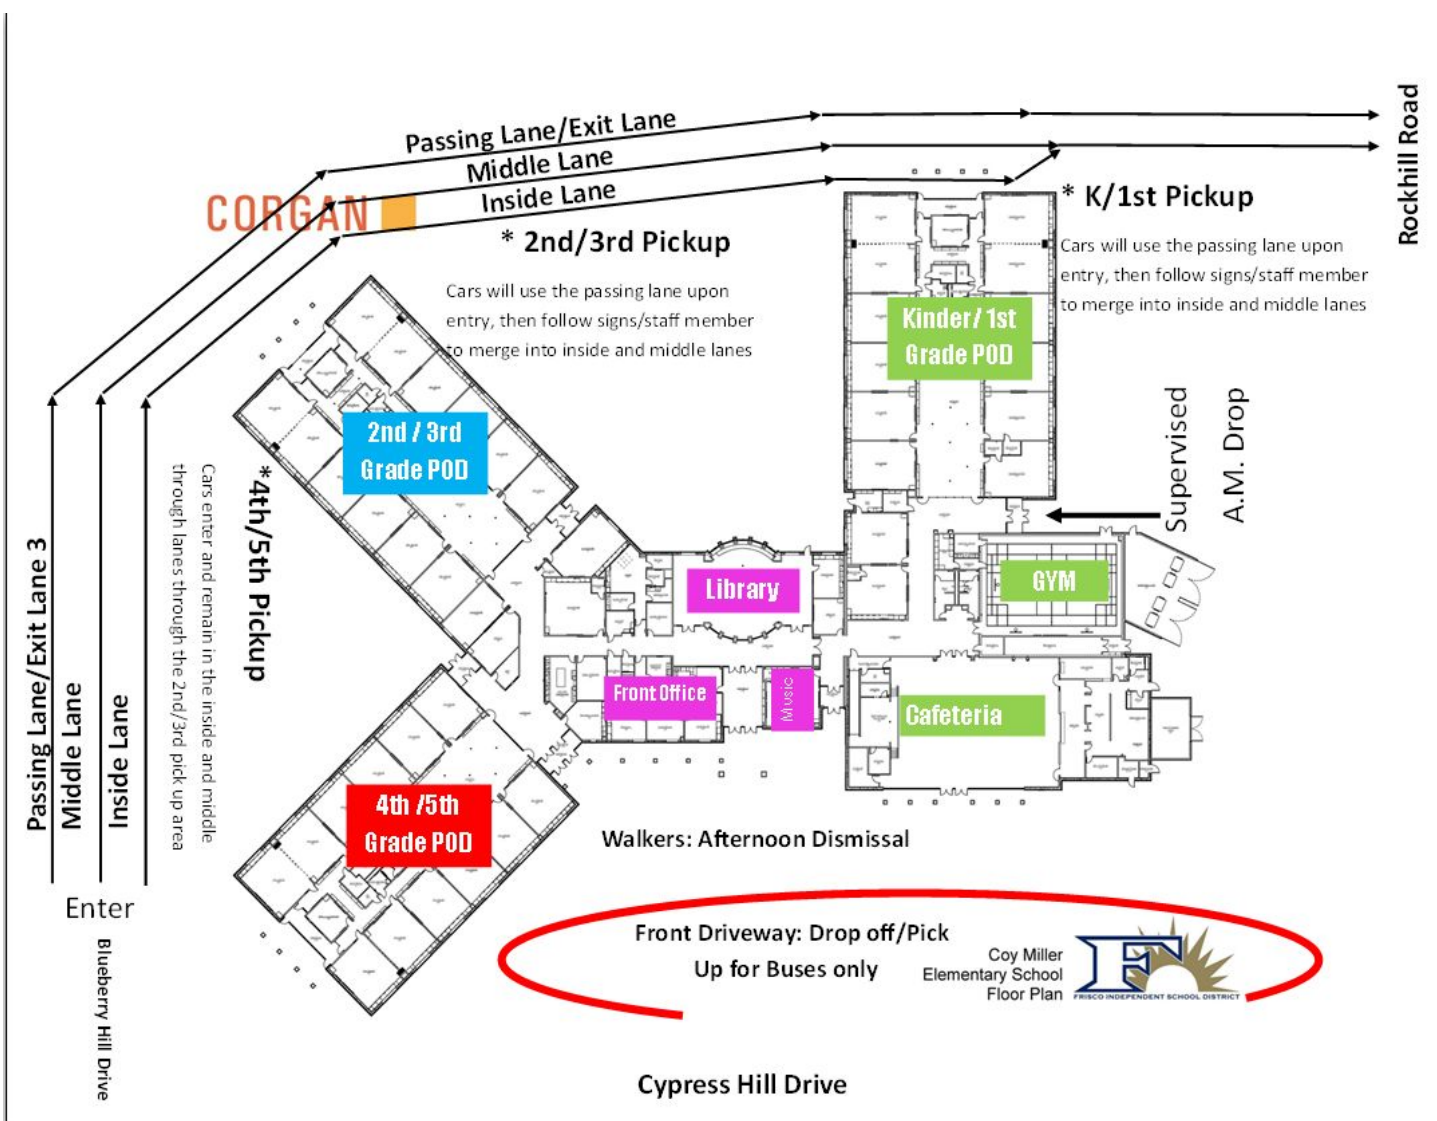 Passing Lane/Exit Lane
Middle Lane
Inside Lane
Rockhill Road
CORGAN
* 2nd/3rd Pickup
Cars will use the passing lane upon
entry, then follow signs/staff member
to merge into inside and middle lanes
* K/1st Pickup
Cars will use the passing lane upon
entry, then follow signs/staff member
to merge into inside and middle lanes
Kinder/ 1st
Grade POD
2nd / 3rd
Grade POD
Supervised
A.M. Drop
*4th/5th Pickup
Cars enter and remain in the inside and middle
through lanes through the 2nd/3rd pick up area
Library
GYM
Front Office
Music
Cafeteria
4th /5th
Grade POD
Passing Lane/Exit Lane 3
Middle Lane
Inside Lane
Enter
Blueberry Hill Drive
Walkers: Afternoon Dismissal
Front Driveway: Drop off/Pick
Up for Buses only
Coy Miller
Elementary School
Floor Plan
F
FRISCO INDEPENDENT SCHOOL DISTRICT
Cypress Hill Drive